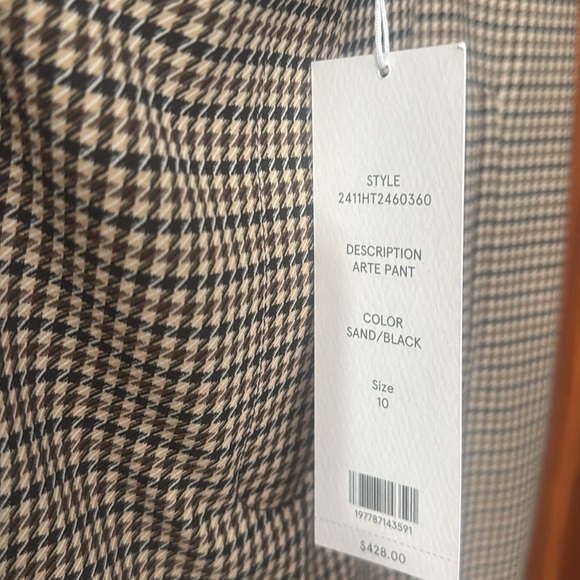 STYLE
2411HT2460360
DESCRIPTION
ARTE PANT
COLOR
SAND/BLACK
Size
10
197787143591
$428.00